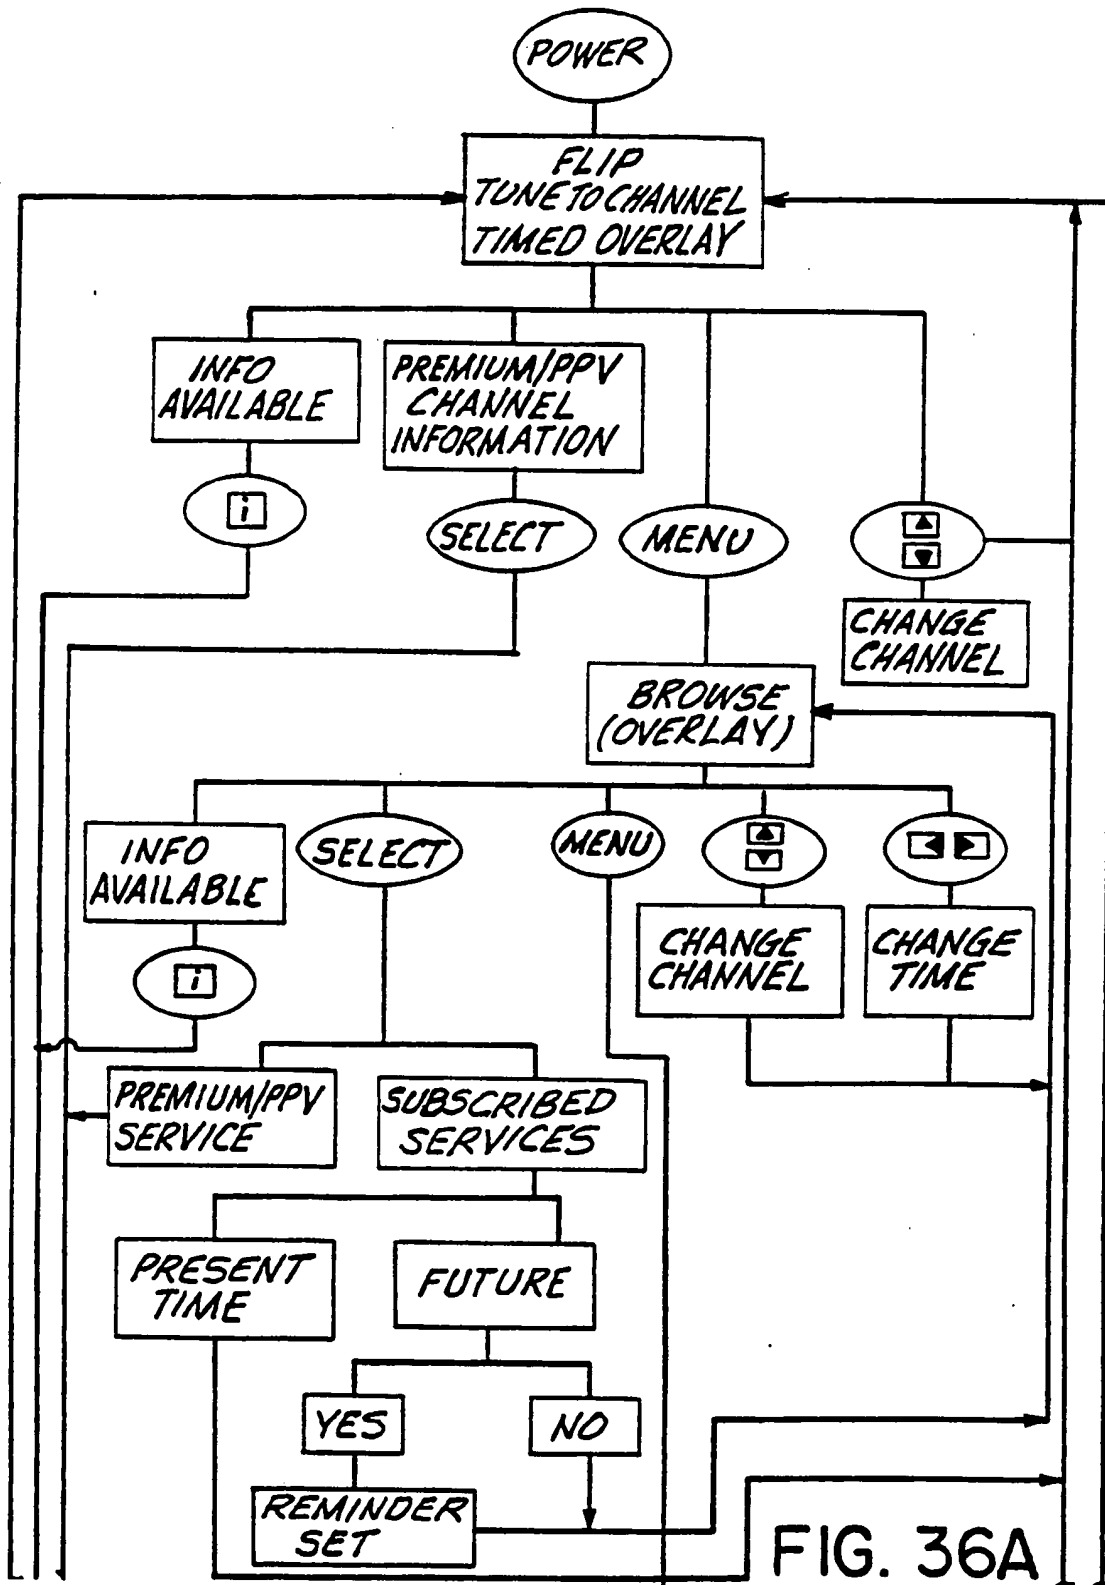 POWER
FLIP
TUNE TO CHANNEL
TIMED OVERLAY
INFO
AVAILABLE
PREMIUM/PPV
CHANNEL
INFORMATION
i
SELECT
MENU
CHANGE
CHANNEL
BROWSE
(OVERLAY)
INFO
AVAILABLE
SELECT
MENU
i
CHANGE
CHANNEL
CHANGE
TIME
PREMIUM/PPV
SERVICE
SUBSCRIBED
SERVICES
PRESENT
TIME
FUTURE
YES
NO
REMINDER
SET
FIG. 36A